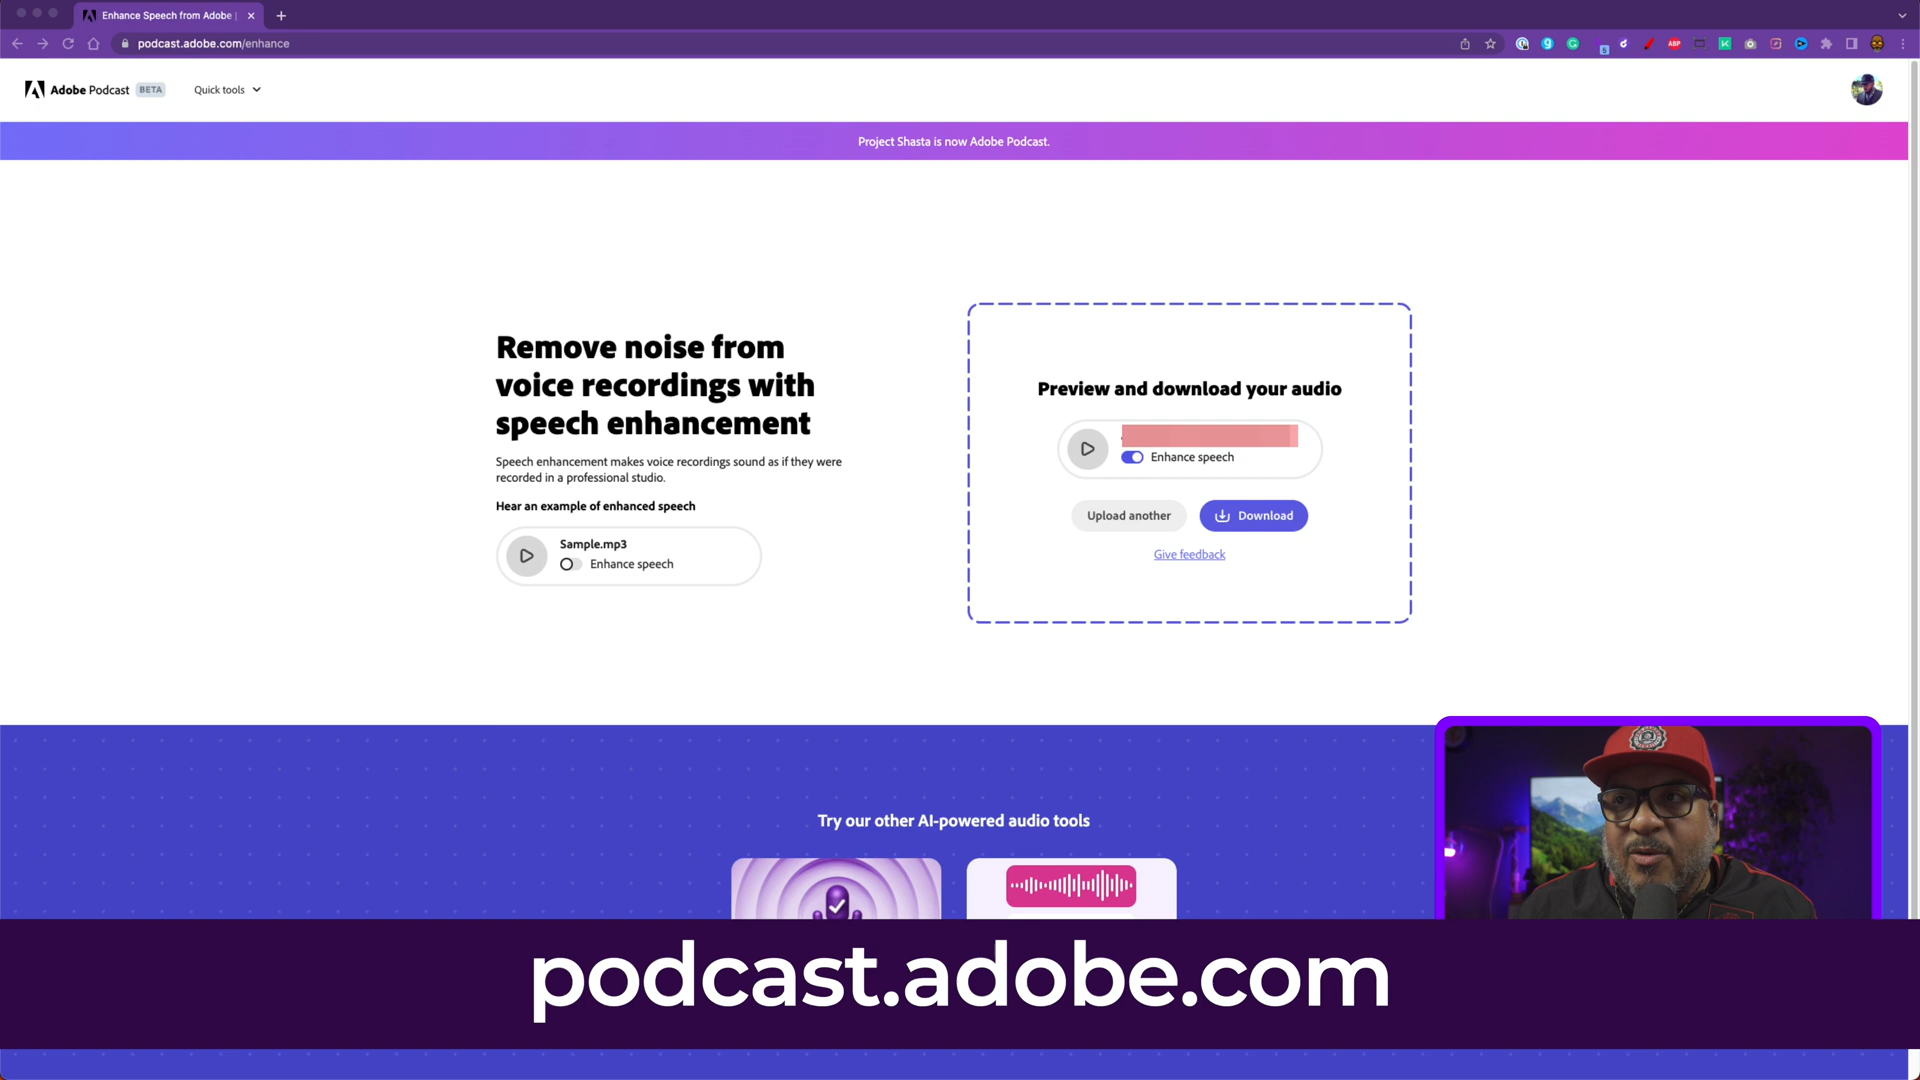 Enhance Speech from Adobe |
podcast.adobe.com/enhance
ABP
Adobe Podcast BETA
Quick tools
Project Shasta is now Adobe Podcast.
Remove noise from
voice recordings with
speech enhancement
Speech enhancement makes voice recordings sound as if they were
recorded in a professional studio.
Hear an example of enhanced speech
Sample.mp3
Enhance speech
Preview and download your audio
Enhance speech
Upload another
Download
Give feedback
Try our other AI-powered audio tools
podcast.adobe.com